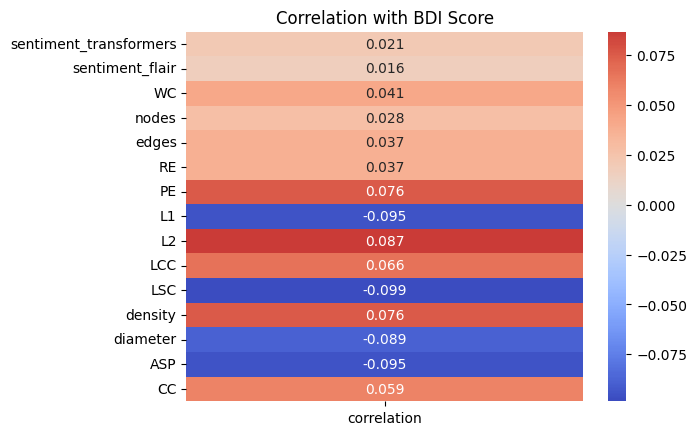 Correlation with BDI Score
sentiment_transformers 0.021
sentiment_flair 0.016
WC 0.041
nodes 0.028
edges 0.037
RE 0.037
PE 0.076
L1 -0.095
L2 0.087
LCC 0.066
LSC -0.099
density 0.076
diameter -0.089
ASP -0.095
CC 0.059
correlation
0.075
0.050
0.025
0.000
−0.025
−0.050
−0.075